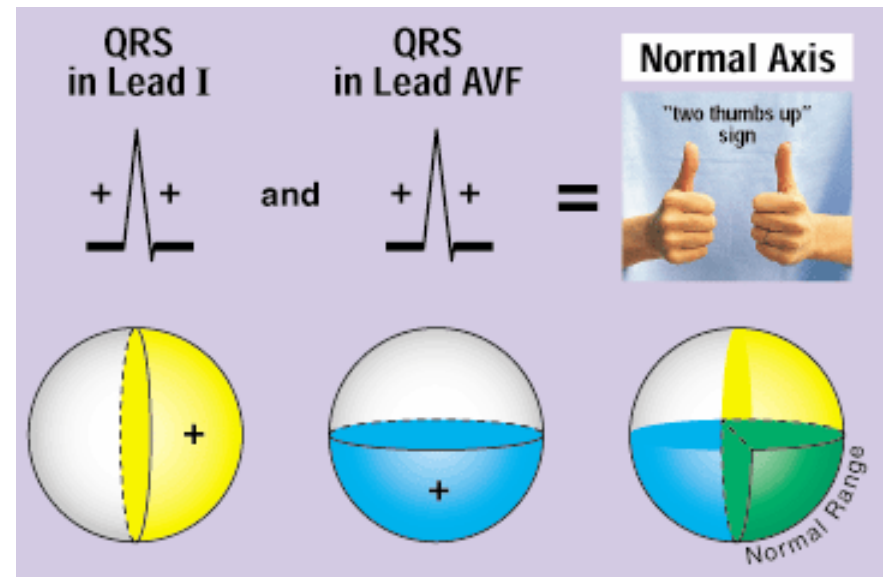 QRS
in Lead I
QRS
in Lead AVF
Normal Axis
"two thumbs up"
sign
+ +
and
+ +
=
+
+
Normal Range